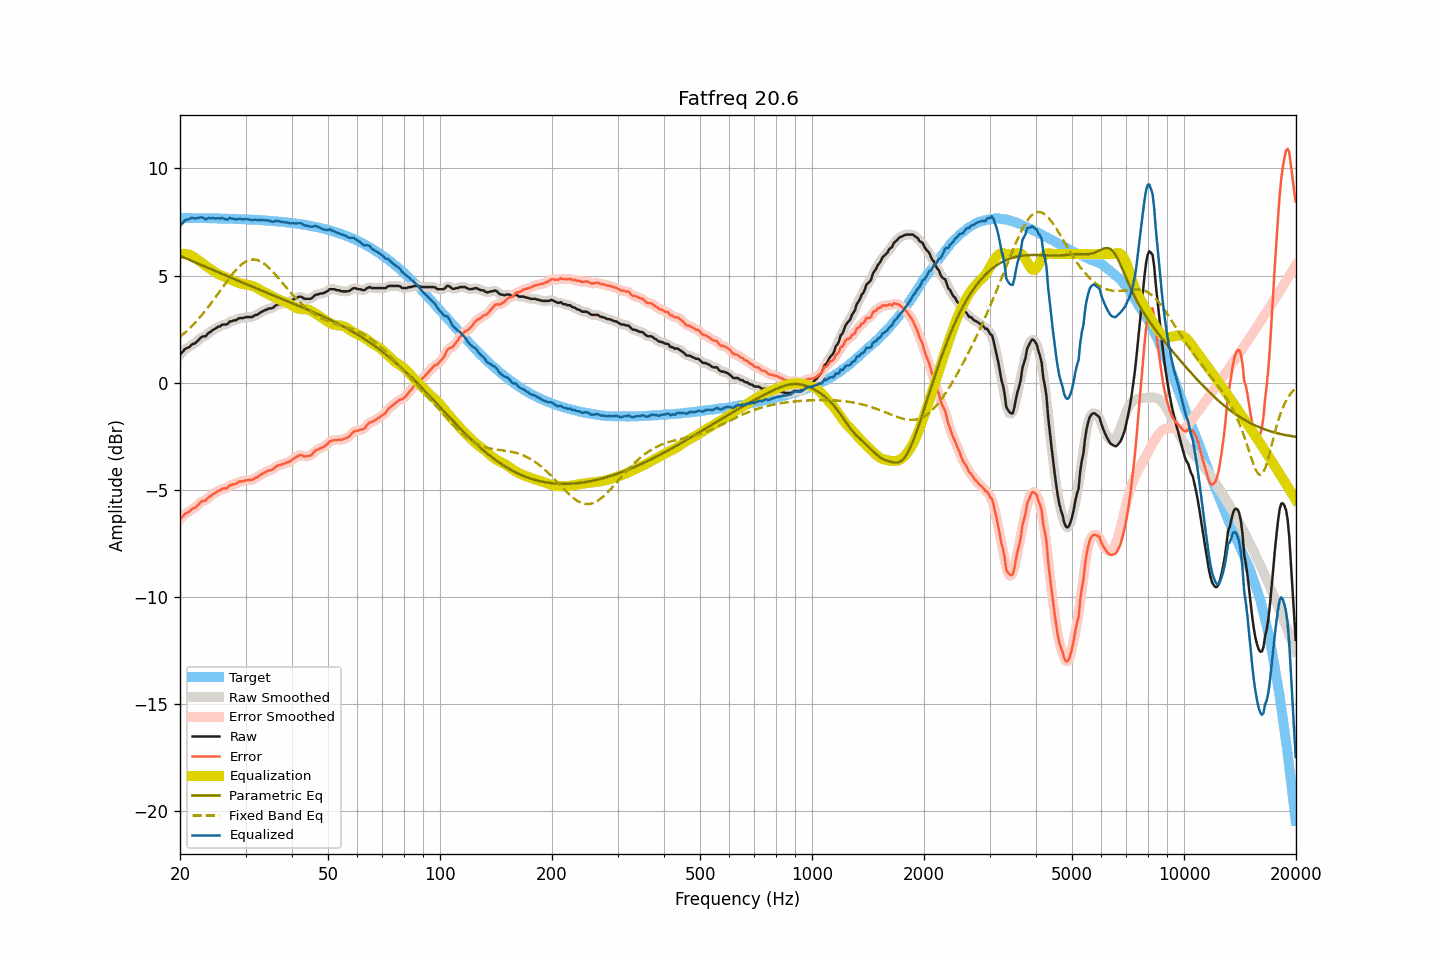 Fatfreq 20.6
10
5
0
−5
−10
−15
−20
Amplitude (dBr)
Target
Raw Smoothed
Error Smoothed
Raw
Error
Equalization
Parametric Eq
Fixed Band Eq
Equalized
20 50 100 200 500 1000 2000 5000 10000 20000
Frequency (Hz)